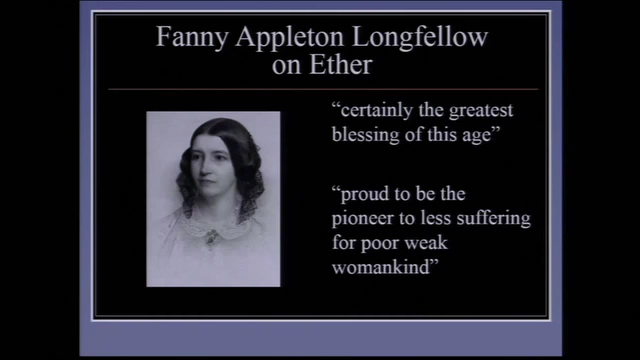 Fanny Appleton Longfellow
on Ether
“certainly the greatest
blessing of this age”
“proud to be the
pioneer to less suffering
for poor weak
womankind”